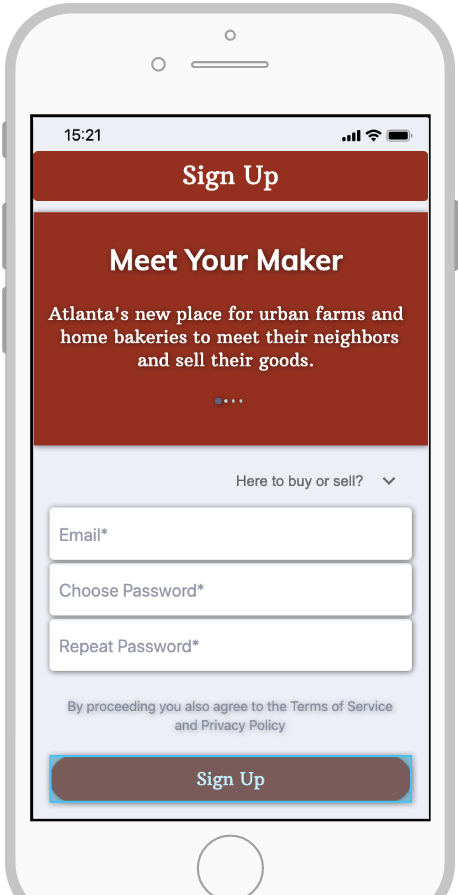 15:21
Sign Up
Meet Your Maker
Atlanta's new place for urban farms and
home bakeries to meet their neighbors
and sell their goods.
Here to buy or sell?
Email*
Choose Password*
Repeat Password*
By proceeding you also agree to the Terms of Service
and Privacy Policy
Sign Up